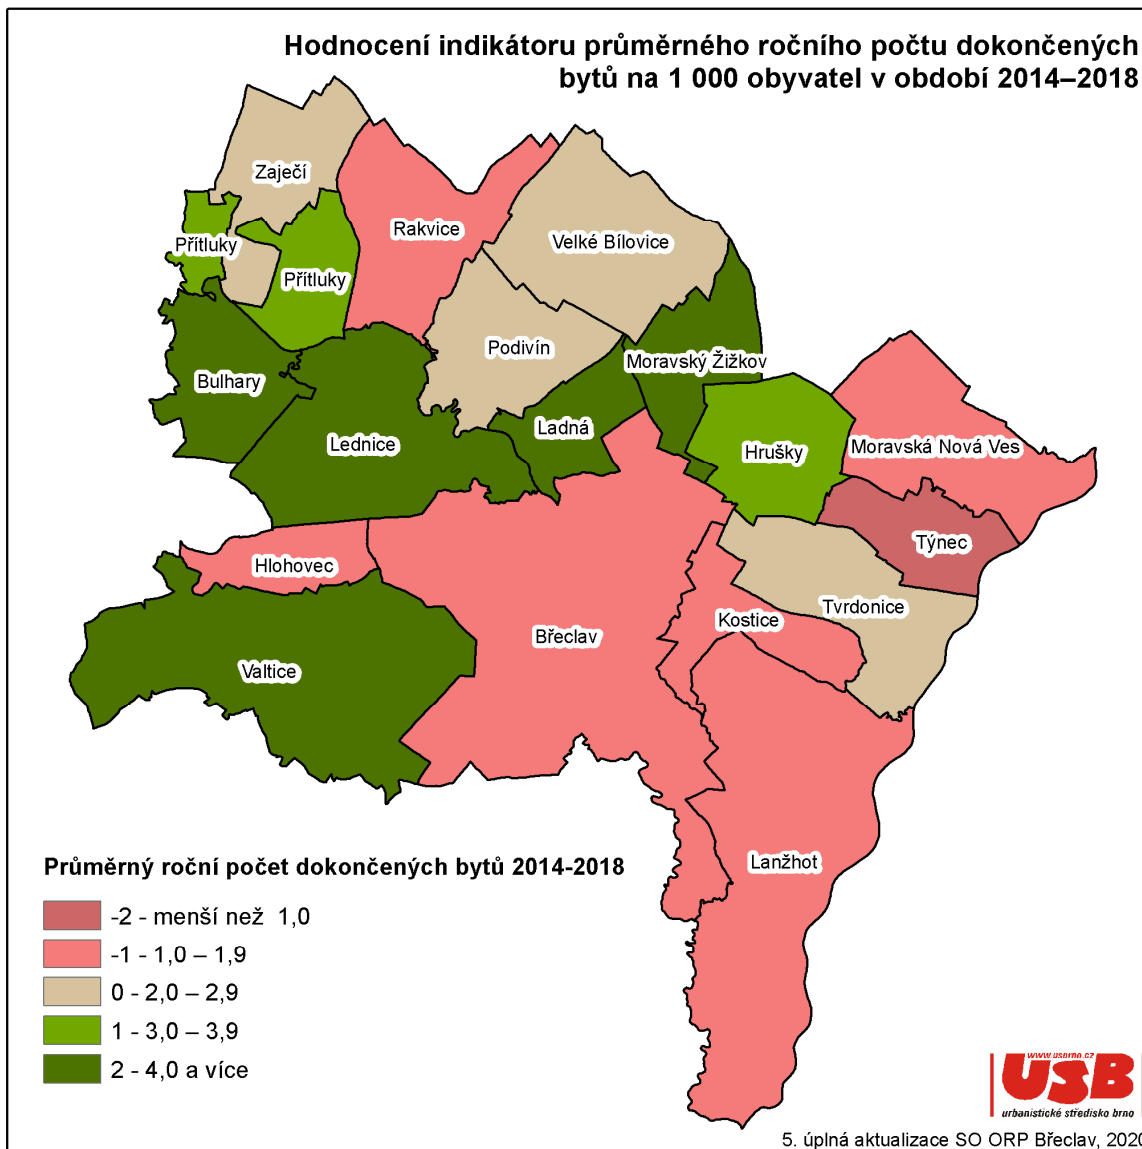 Hodnocení indikátoru průměrného ročního počtu dokončených
bytů na 1 000 obyvatel v období 2014–2018
Zaječí
Rakvice
Velké Bílovice
Přítluky
Přítluky
Podivín
Moravský Žižkov
Bulhary
Ladná
Lednice
Hrušky
Moravská Nová Ves
Týnec
Hlohovec
Tvrdonice
Kostice
Břeclav
Valtice
Lanžhot
Průměrný roční počet dokončených bytů 2014-2018
-2 - menší než 1,0
-1 - 1,0 – 1,9
0 - 2,0 – 2,9
1 - 3,0 – 3,9
2 - 4,0 a více
www.usbrno.cz
USB
urbanistické středisko brno
5. úplná aktualizace SO ORP Břeclav, 2020